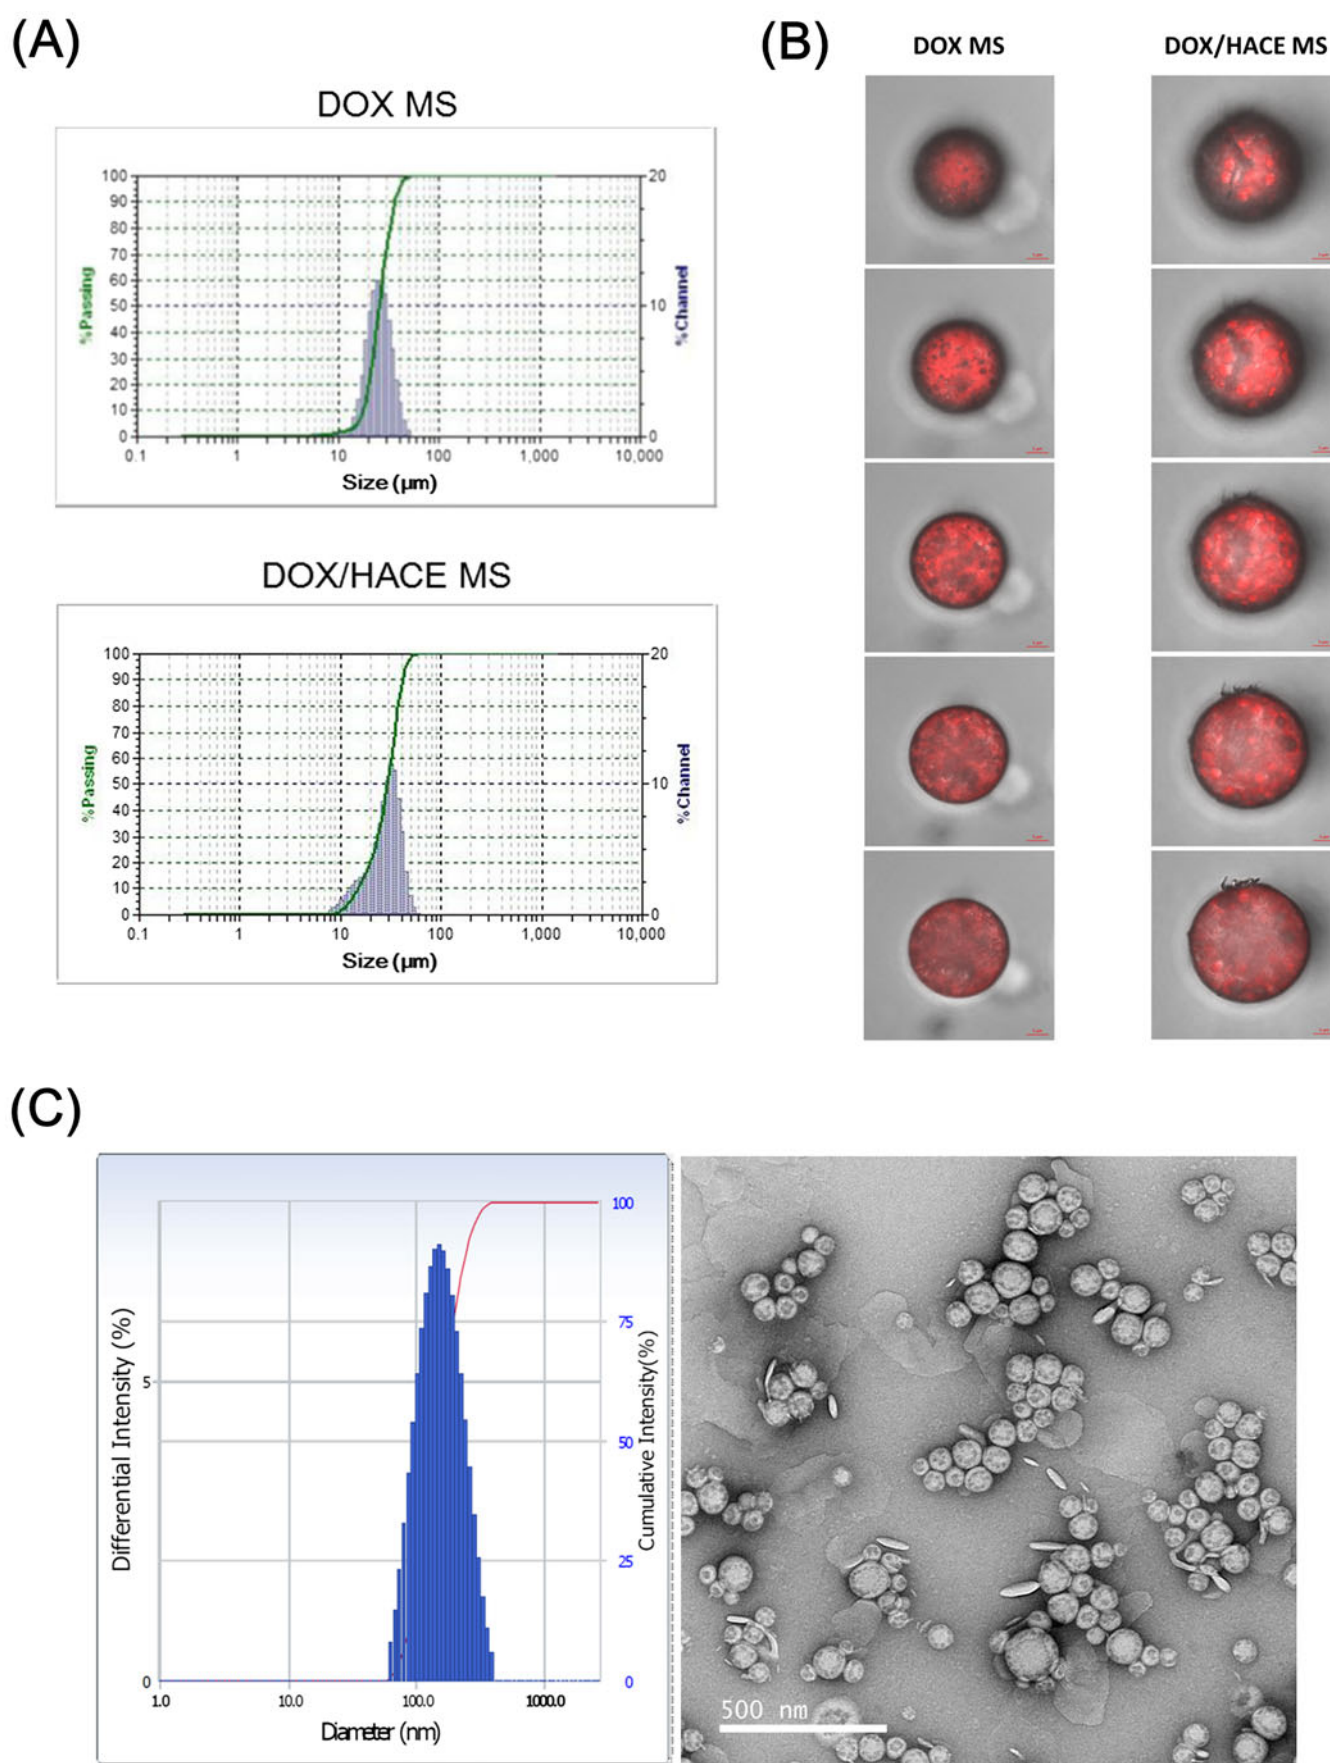 (A)
DOX MS
100
90
80
70
60
50
40
30
20
10
0
%Passing
20
10
0
%Channel
0.1 1 10 100 1,000 10,000
Size (µm)
DOX/HACE MS
100
90
80
70
60
50
40
30
20
10
0
%Passing
20
10
0
%Channel
0.1 1 10 100 1,000 10,000
Size (µm)
(B)
DOX MS DOX/HACE MS
(C)
Differential Intensity (%)
5
0
100
75
50
25
0
Cumulative Intensity(%)
1.0 10.0 100.0 1000.0
Diameter (nm)
500 nm